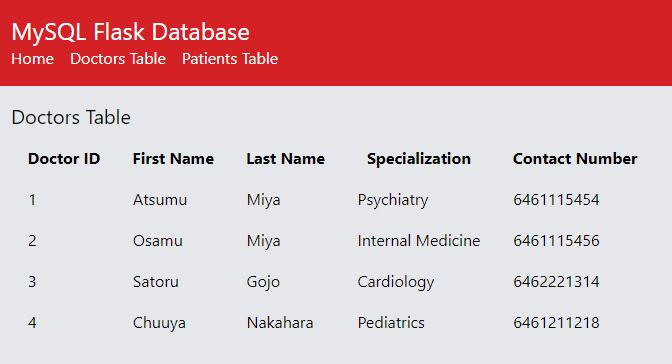 MySQL Flask Database
Home Doctors Table Patients Table
Doctors Table
Doctor ID First Name Last Name Specialization Contact Number
1 Atsumu Miya Psychiatry 6461115454
2 Osamu Miya Internal Medicine 6461115456
3 Satoru Gojo Cardiology 6462221314
4 Chuuya Nakahara Pediatrics 6461211218